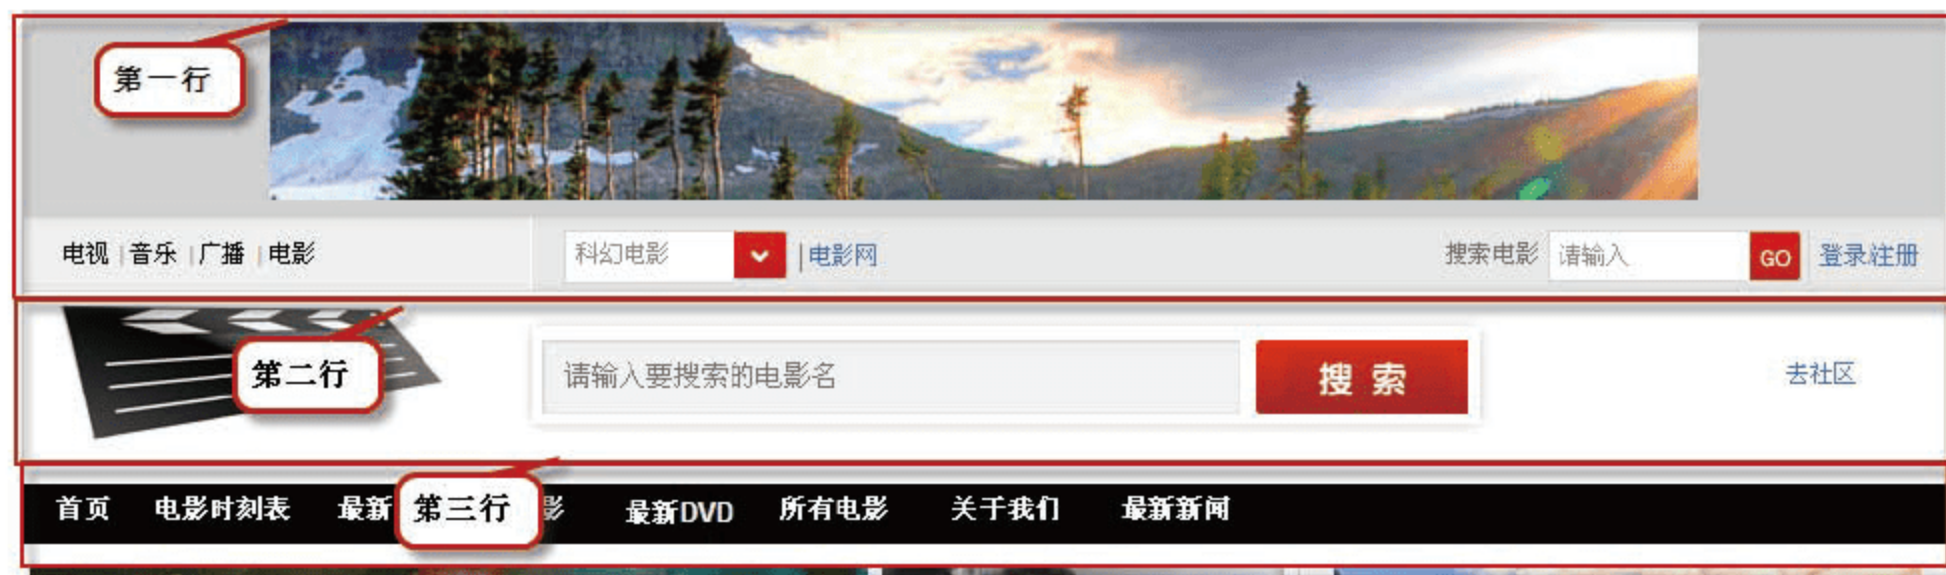 第一行
电视 | 音乐 | 广播 | 电影
科幻电影
| 电影网
搜索电影
请输入
GO
登录注册
第二行
请输入要搜索的电影名
搜 索
去社区
首页 电影时刻表 最新 第三行 影 最新DVD 所有电影 关于我们 最新新闻